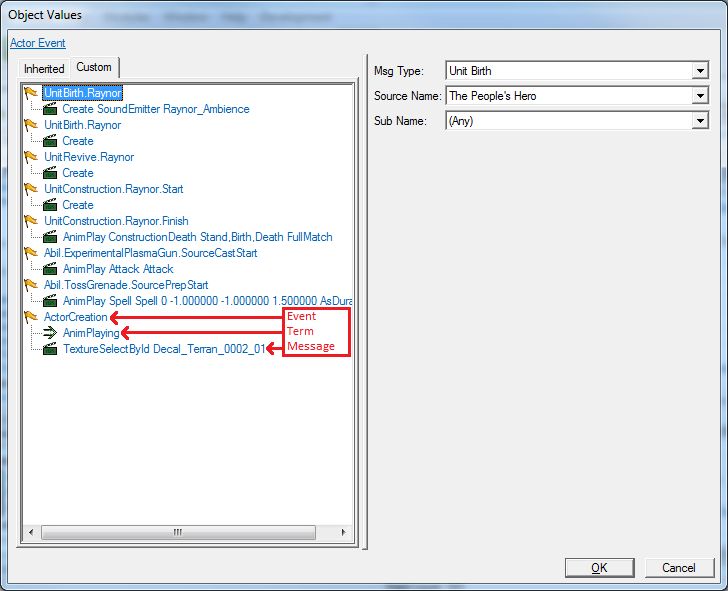 Object Values
Actor Event
Inherited
Custom
UnitBirth.Raynor
Create SoundEmitter Raynor_Ambience
UnitBirth.Raynor
Create
UnitRevive.Raynor
Create
UnitConstruction.Raynor.Start
Create
UnitConstruction.Raynor.Finish
AnimPlay ConstructionDeath Stand,Birth,Death FullMatch
Abil.ExperimentalPlasmaGun.SourceCastStart
AnimPlay Attack Attack
Abil.TossGrenade.SourcePrepStart
AnimPlay Spell Spell 0 -1.000000 -1.000000 1.500000 AsDura
ActorCreation
Event
AnimPlaying
Term
TextureSelectById Decal_Terran_0002_01
Message
Msg Type:
Unit Birth
Source Name:
The People's Hero
Sub Name:
(Any)
OK
Cancel